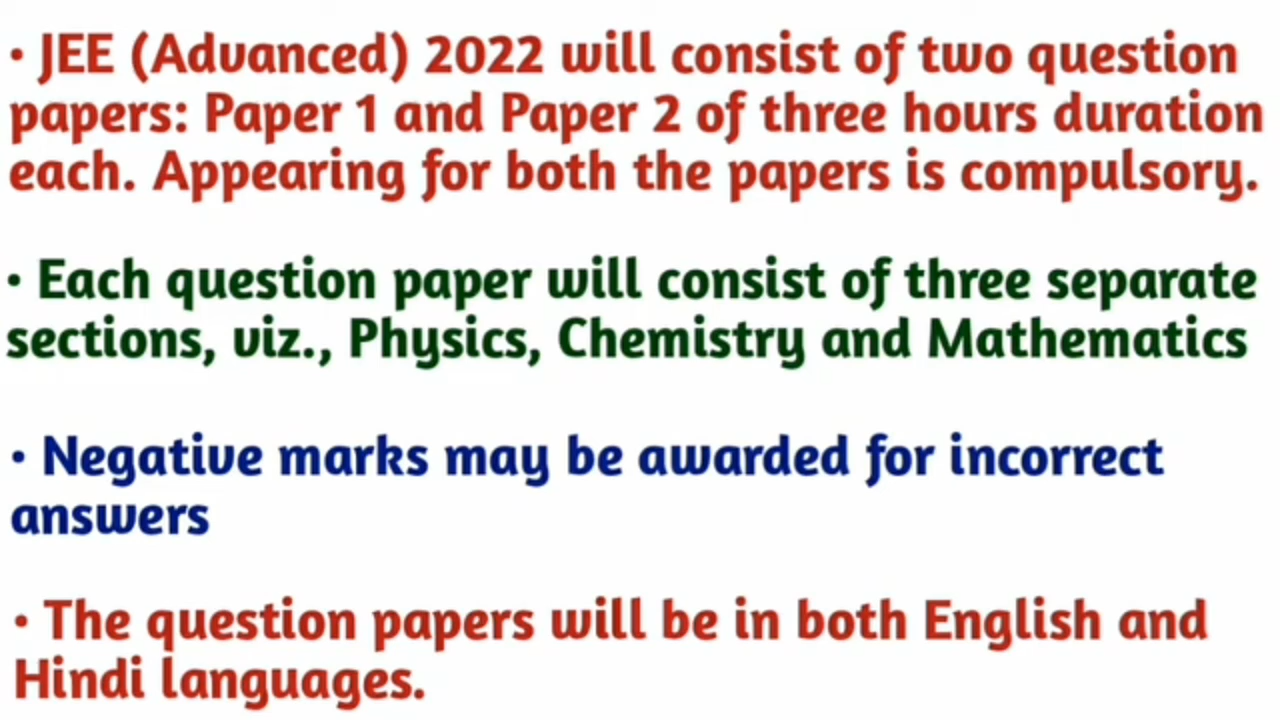 • JEE (Advanced) 2022 will consist of two question
papers: Paper 1 and Paper 2 of three hours duration
each. Appearing for both the papers is compulsory.
• Each question paper will consist of three separate
sections, viz., Physics, Chemistry and Mathematics
• Negative marks may be awarded for incorrect
answers
• The question papers will be in both English and
Hindi languages.